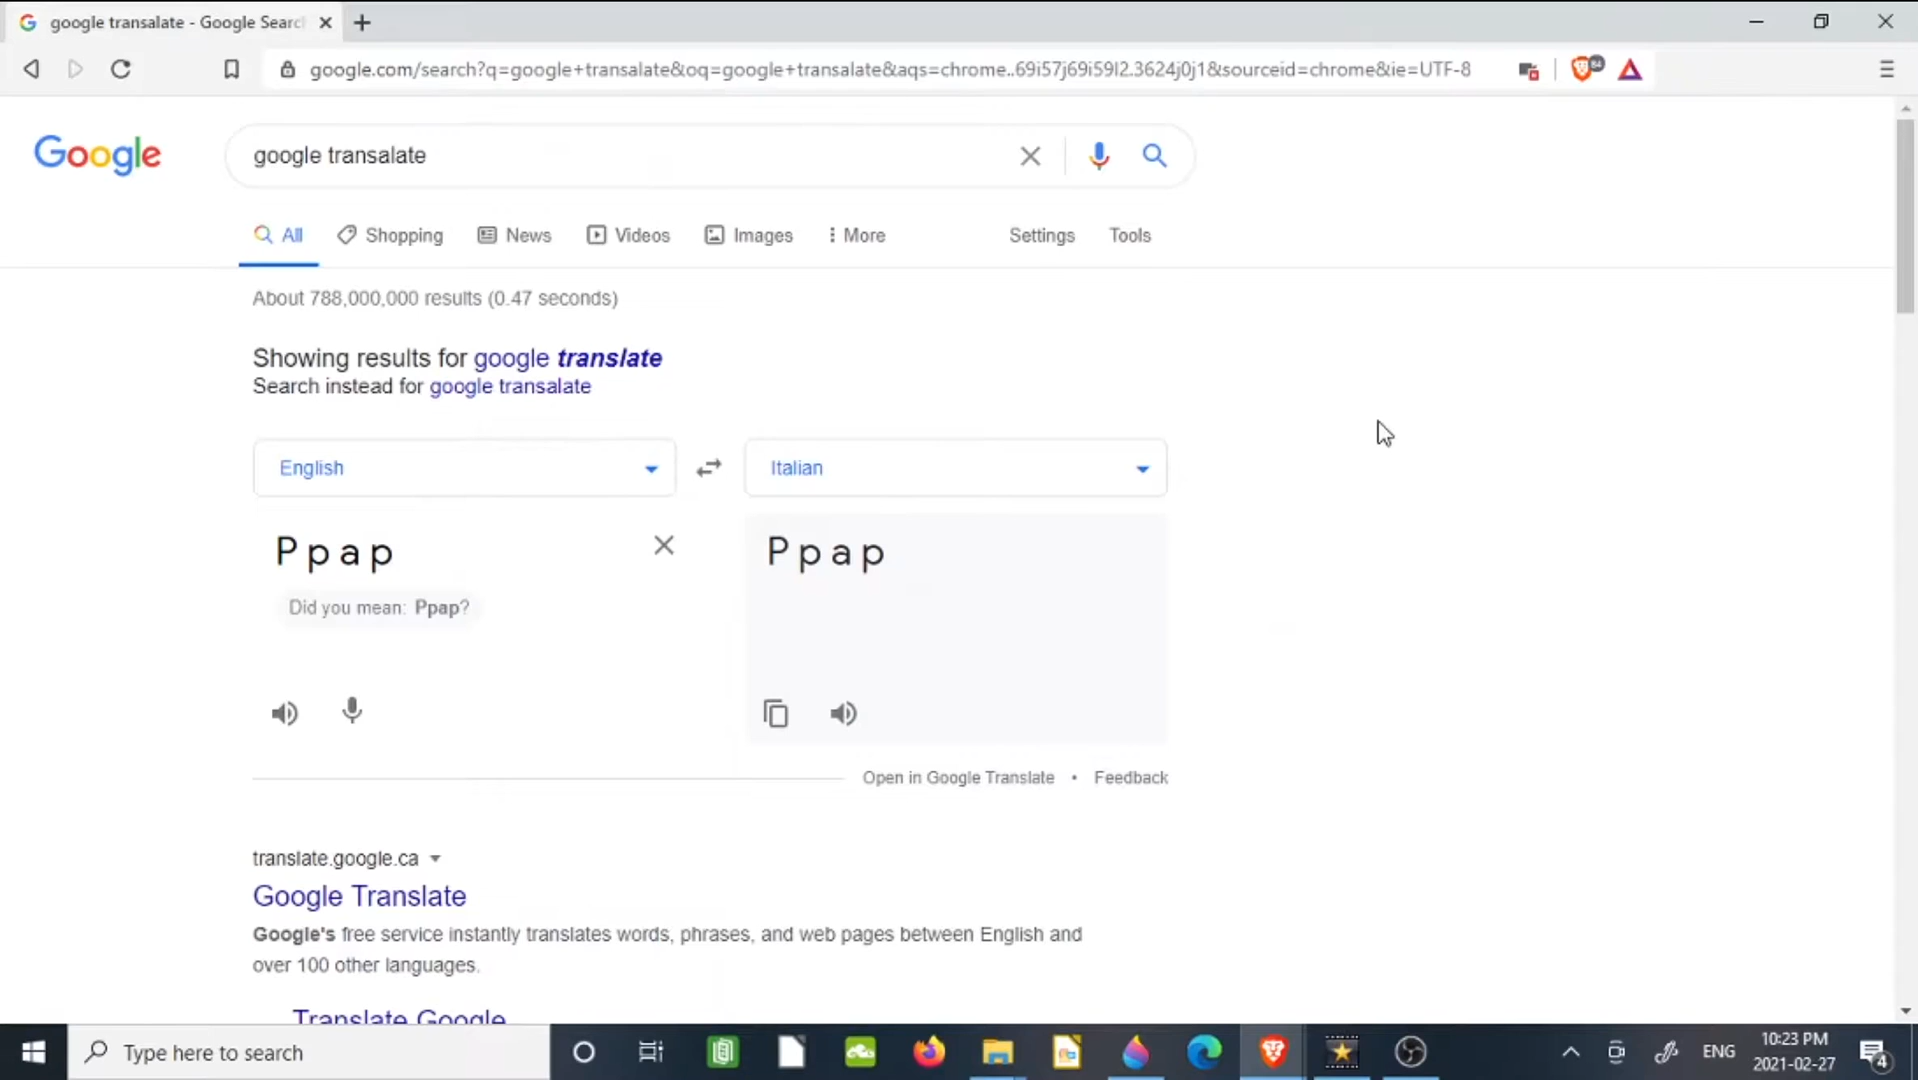 google transalate - Google Searc
google.com/search?q=google+transalate&oq=google+transalate&aqs=chrome..69i57j69i59l2.3624j0j1&sourceid=chrome&ie=UTF-8
84
Google
google transalate
All Shopping News Videos Images More Settings Tools
About 788,000,000 results (0.47 seconds)
Showing results for google translate
Search instead for google transalate
English Italian
P p a p P p a p
Did you mean: Ppap?
Open in Google Translate • Feedback
translate.google.ca
Google Translate
Google's free service instantly translates words, phrases, and web pages between English and
over 100 other languages.
Translate Google
Type here to search
ENG
10:23 PM
2021-02-27
4